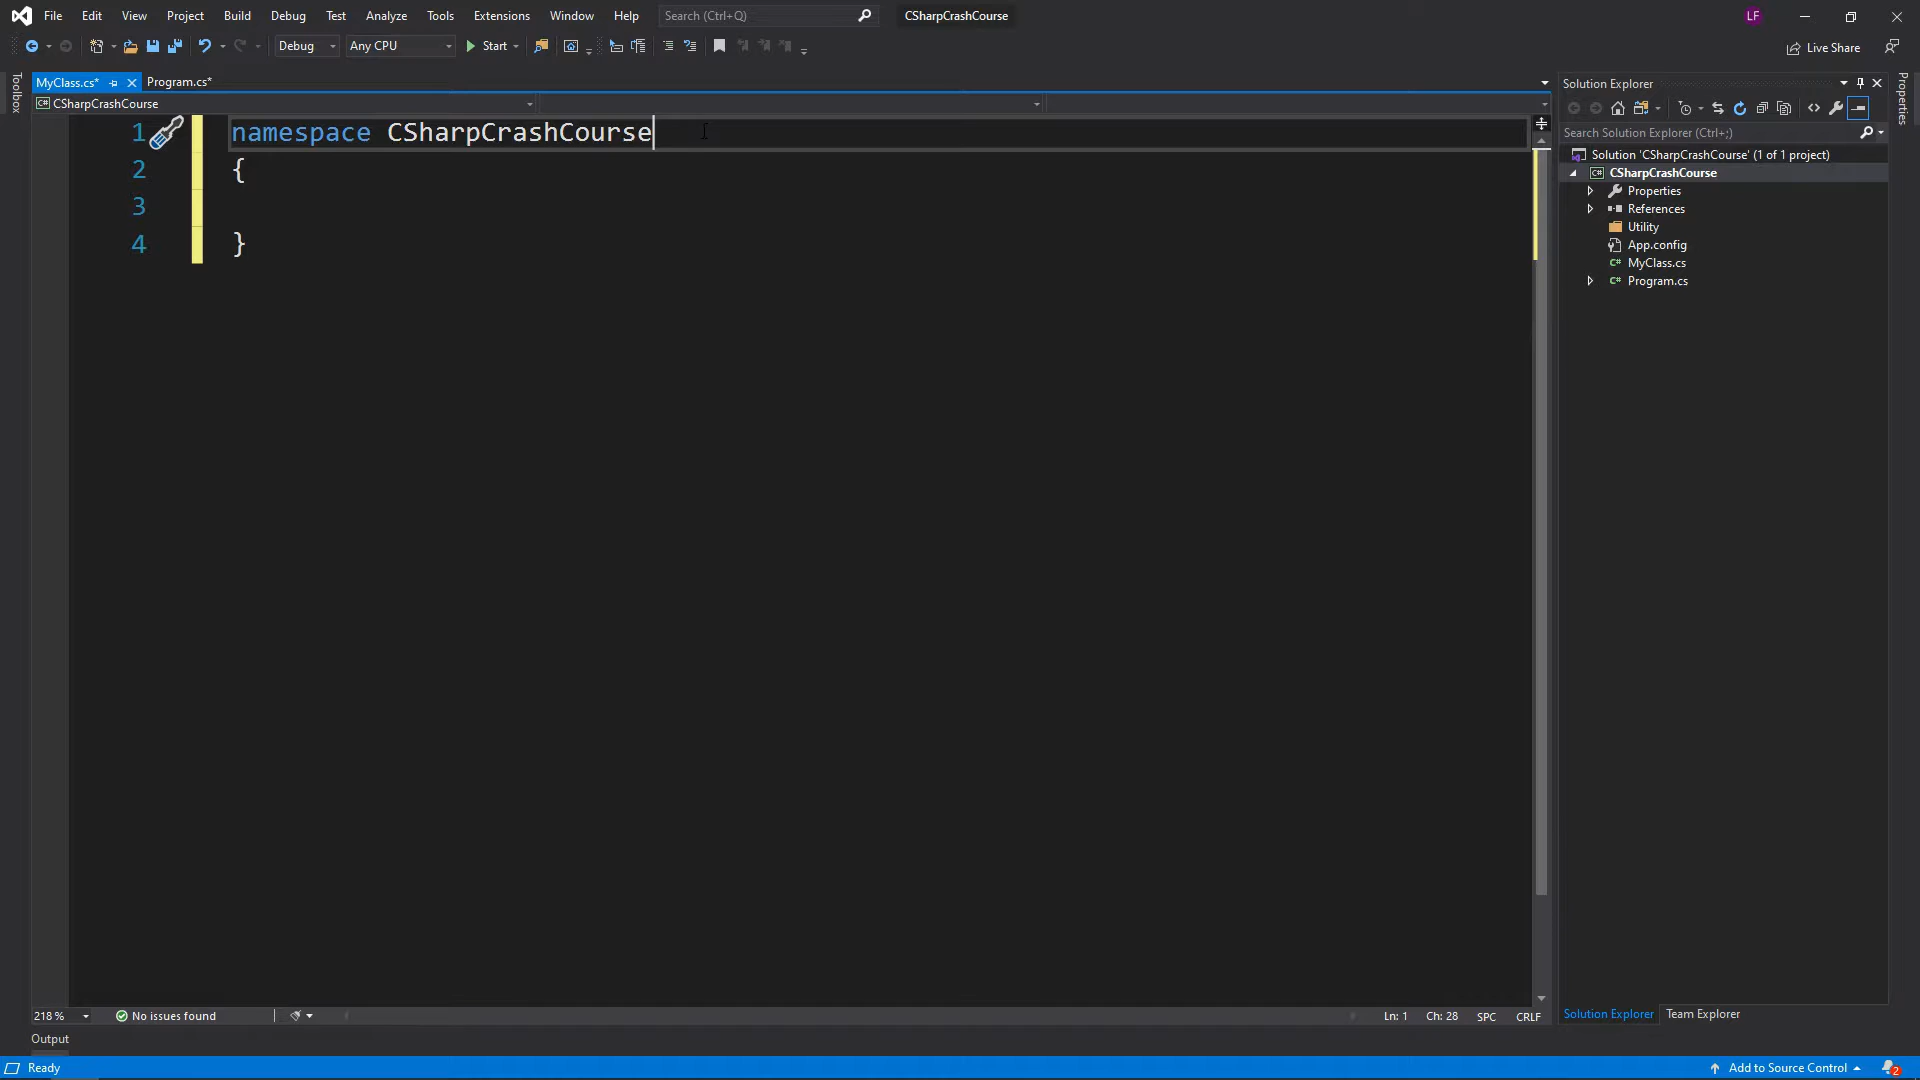 File Edit View Project Build Debug Test Analyze Tools Extensions Window Help Search (Ctrl+Q) CSharpCrashCourse LF
Debug Any CPU Start Live Share
Toolbox
MyClass.cs* Program.cs*
CSharpCrashCourse
1 namespace CSharpCrashCourse
2 {
3
4 }
Solution Explorer
Search Solution Explorer (Ctrl+;)
Solution 'CSharpCrashCourse' (1 of 1 project)
C# CSharpCrashCourse
Properties
References
Utility
App.config
C# MyClass.cs
C# Program.cs
Properties
218 % No issues found Ln: 1 Ch: 28 SPC CRLF
Solution Explorer Team Explorer
Output
Ready Add to Source Control 2